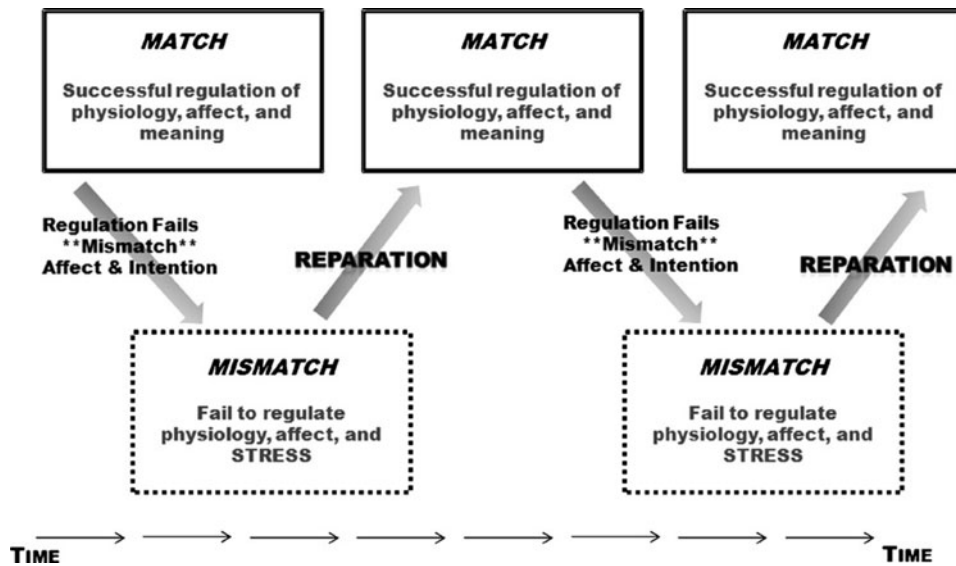 MATCH
Successful regulation of
physiology, affect, and
meaning
MATCH
Successful regulation of
physiology, affect, and
meaning
MATCH
Successful regulation of
physiology, affect, and
meaning
Regulation Fails
**Mismatch**
Affect & Intention
REPARATION
Regulation Fails
**Mismatch**
Affect & Intention
REPARATION
MISMATCH
Fail to regulate
physiology, affect, and
STRESS
MISMATCH
Fail to regulate
physiology, affect, and
STRESS
TIME
TIME